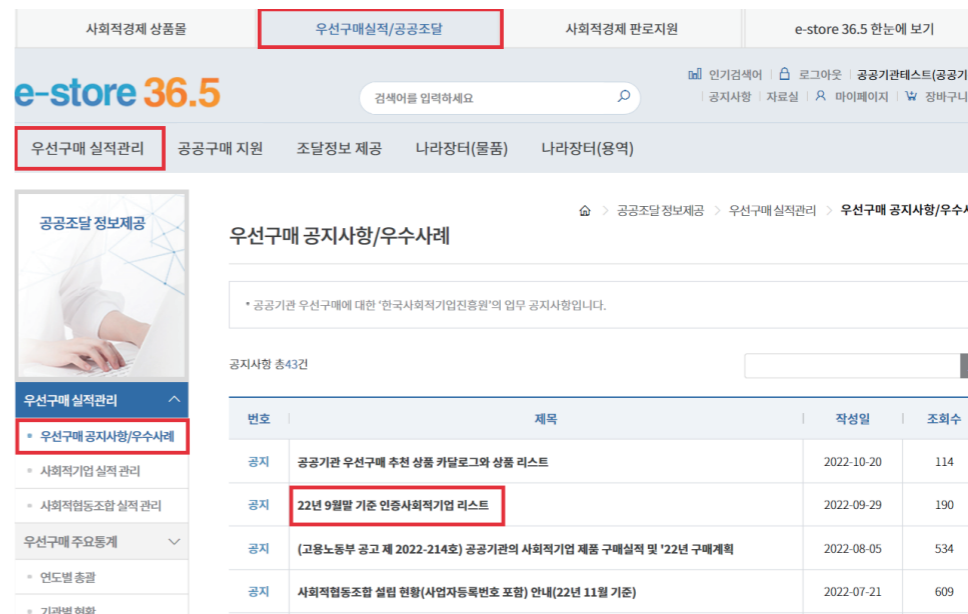 사회적경제 상품몰
우선구매실적/공공조달
사회적경제 판로지원
e-store 36.5 한눈에 보기
인기검색어 로그아웃 공공기관테스트(공공기
e-store 36.5
검색어를 입력하세요
공지사항 자료실 마이페이지 장바구니
우선구매 실적관리 공공구매 지원 조달정보 제공 나라장터(물품) 나라장터(용역)
공공조달 정보제공
공공조달 정보제공 > 우선구매 실적관리 > 우선구매 공지사항/우수사
우선구매 공지사항/우수사례
* 공공기관 우선구매에 대한 '한국사회적기업진흥원'의 업무 공지사항입니다.
공지사항 총43건
우선구매 실적관리
우선구매 공지사항/우수사례
사회적기업 실적 관리
사회적협동조합 실적 관리
우선구매 주요통계
연도별 총괄
기관별 현황
번호 제목 작성일 조회수
공지 공공기관 우선구매 추천 상품 카달로그와 상품 리스트 2022-10-20 114
공지 22년 9월말 기준 인증사회적기업 리스트 2022-09-29 190
공지 (고용노동부 공고 제 2022-214호) 공공기관의 사회적기업 제품 구매실적 및 '22년 구매계획 2022-08-05 534
공지 사회적협동조합 설립 현황(사업자등록번호 포함) 안내(22년 11월 기준) 2022-07-21 609